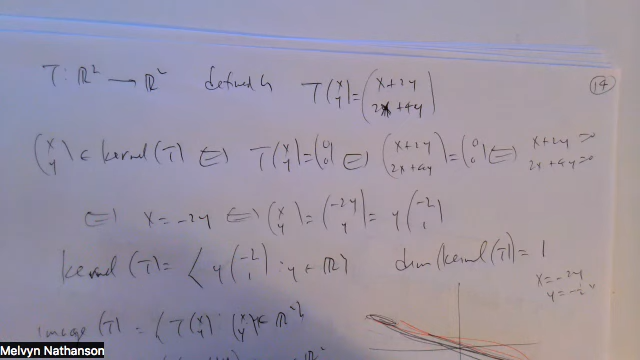 T: ℝ² → ℝ² defined by T(x y) = (x+2y 2x+4y) 14
(x y) ∈ kernel(T) ⟺ T(x y) = (0 0) ⟺ (x+2y 2x+4y) = (0 0) ⟺ x+2y=0 2x+4y=0
⟺ x = -2y ⟺ (x y) = (-2y y) = y(-2 1)
kernel(T) = { y(-2 1) : y ∈ ℝ } dim(kernel(T)) = 1
x = -2y
image(T) = { T(x y) : (x y) ∈ ℝ² }
Melvyn Nathanson